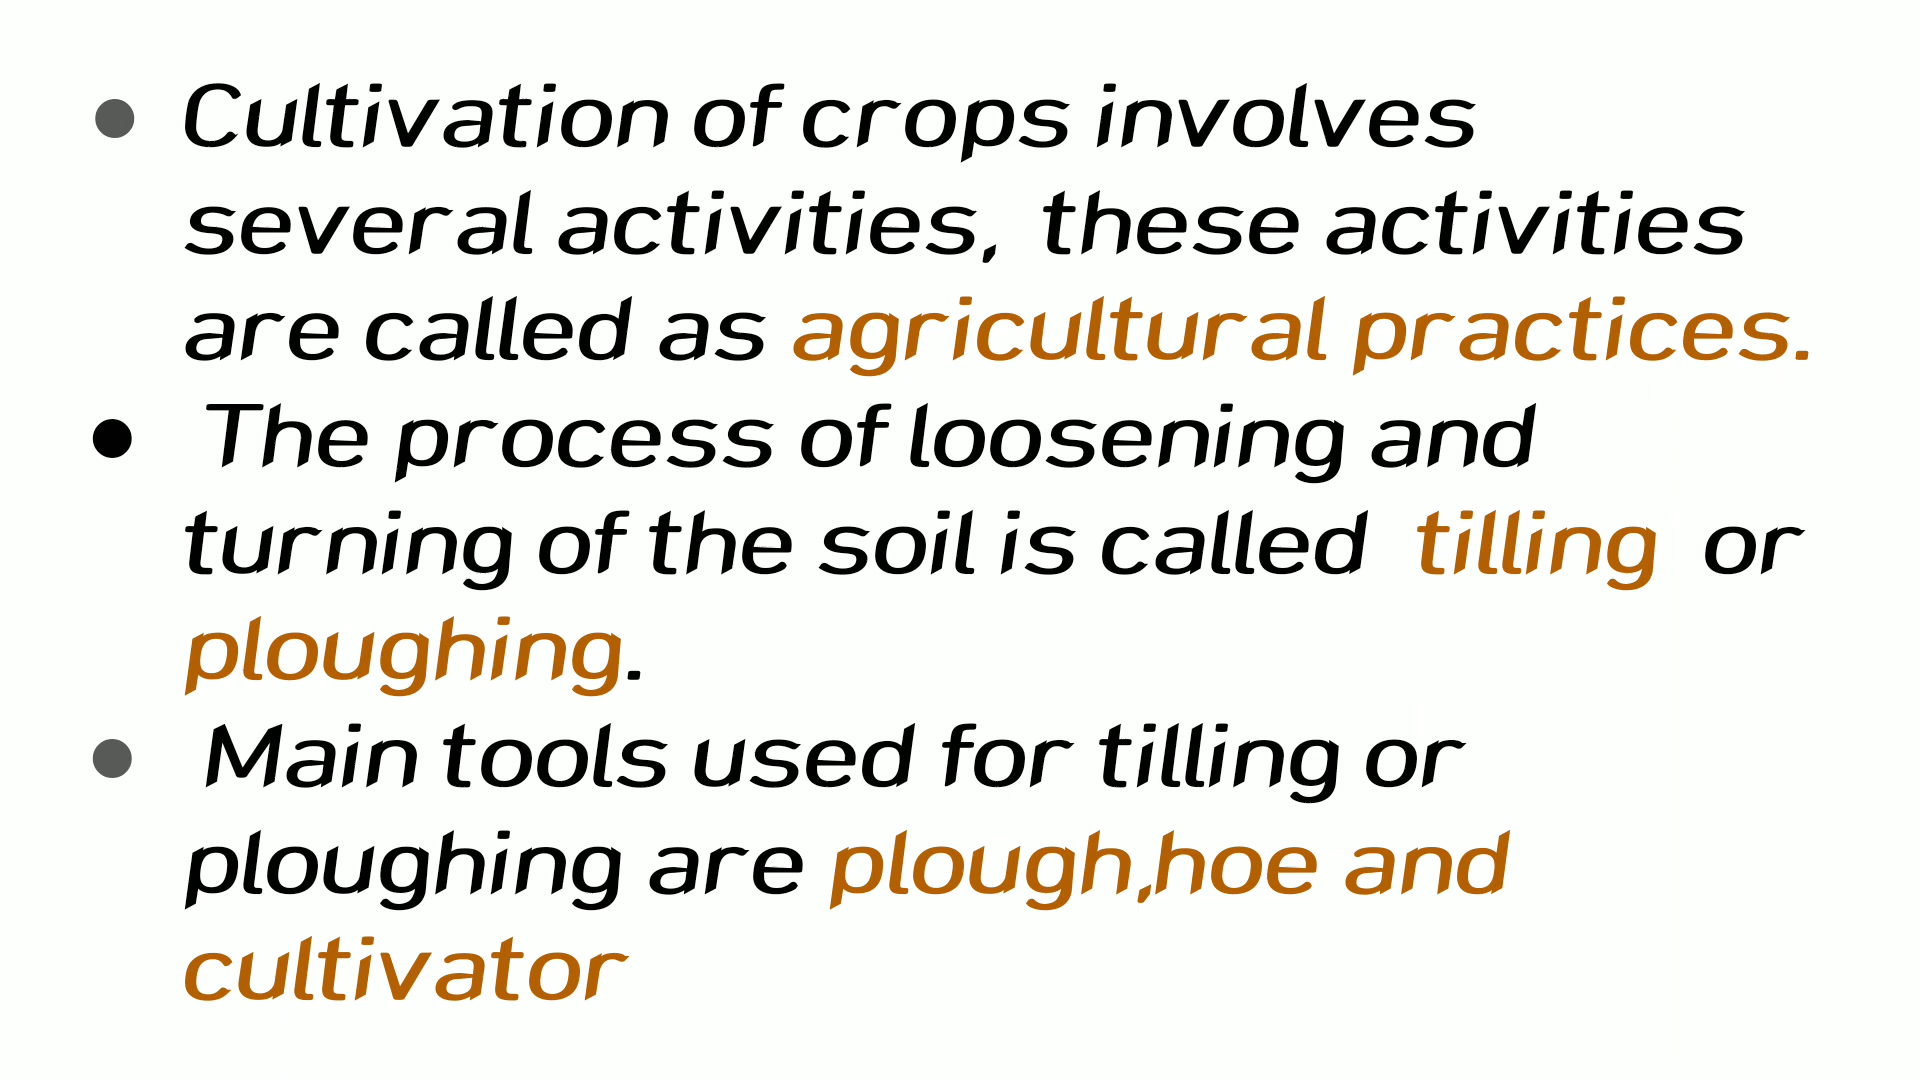 • Cultivation of crops involves
several activities, these activities
are called as agricultural practices.
• The process of loosening and
turning of the soil is called tilling or
ploughing.
• Main tools used for tilling or
ploughing are plough,hoe and
cultivator